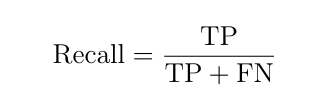 Recall = TP / TP + FN